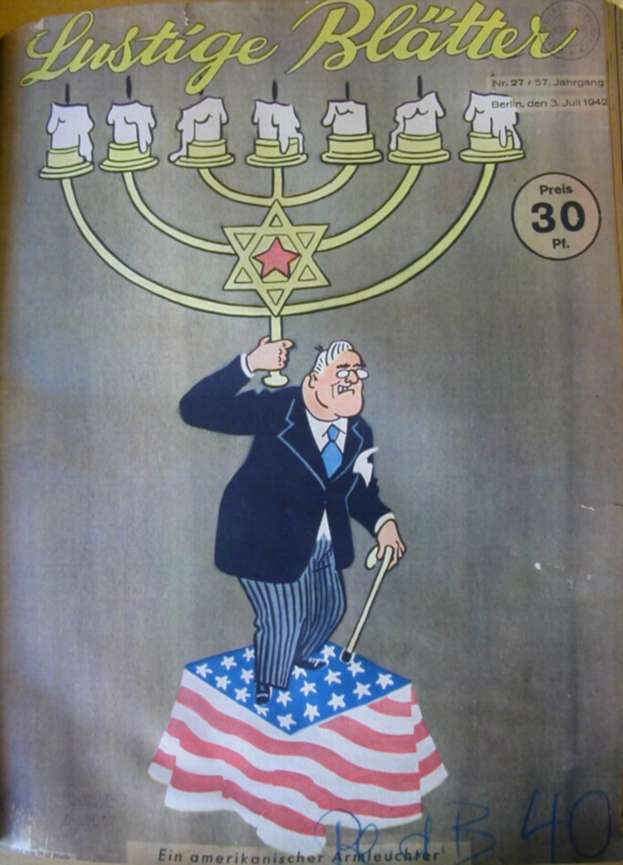 Lustige Blätter
Nr. 27 / 57. Jahrgang
Berlin, den 3. Juli 1942
Preis
30
Pf.
40
Ein amerikanischer Armleuchter